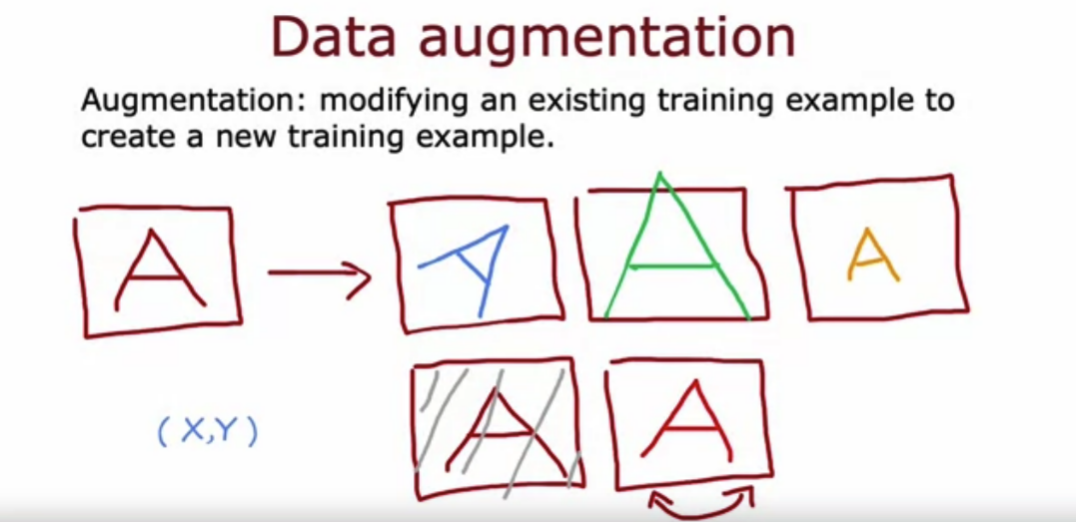 Data augmentation
Augmentation: modifying an existing training example to
create a new training example.
A
A
A
A
A
A
(X,Y)